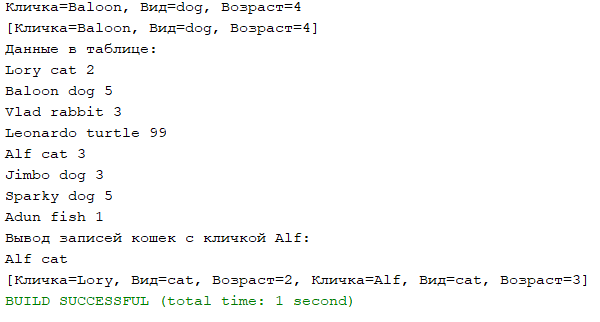 Кличка=Baloon, Вид=dog, Возраст=4
[Кличка=Baloon, Вид=dog, Возраст=4]
Данные в таблице:
Lory cat 2
Baloon dog 5
Vlad rabbit 3
Leonardo turtle 99
Alf cat 3
Jimbo dog 3
Sparky dog 5
Adun fish 1
Вывод записей кошек с кличкой Alf:
Alf cat
[Кличка=Lory, Вид=cat, Возраст=2, Кличка=Alf, Вид=cat, Возраст=3]
BUILD SUCCESSFUL (total time: 1 second)